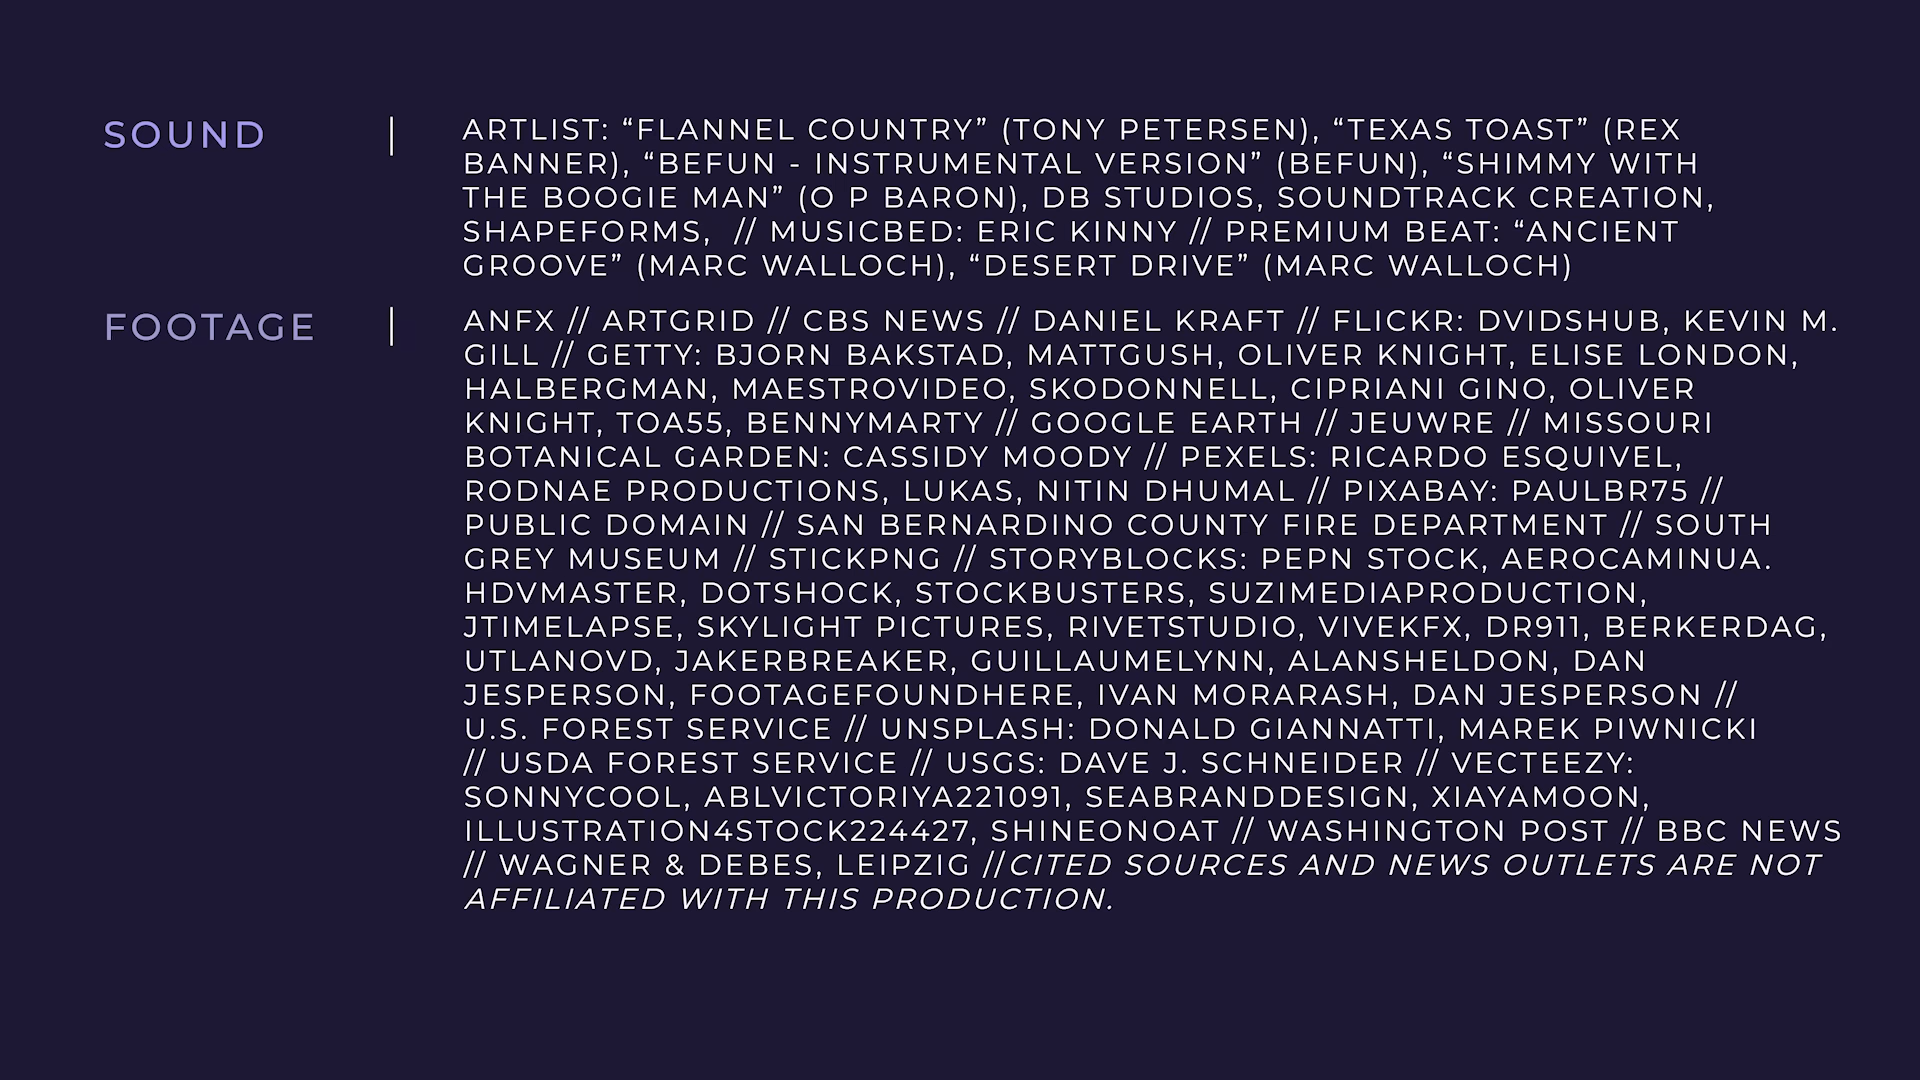 SOUND | ARTLIST: “FLANNEL COUNTRY” (TONY PETERSEN), “TEXAS TOAST” (REX
BANNER), “BEFUN - INSTRUMENTAL VERSION” (BEFUN), “SHIMMY WITH
THE BOOGIE MAN” (O P BARON), DB STUDIOS, SOUNDTRACK CREATION,
SHAPEFORMS,  // MUSICBED: ERIC KINNY // PREMIUM BEAT: “ANCIENT
GROOVE” (MARC WALLOCH), “DESERT DRIVE” (MARC WALLOCH)
FOOTAGE | ANFX // ARTGRID // CBS NEWS // DANIEL KRAFT // FLICKR: DVIDSHUB, KEVIN M.
GILL // GETTY: BJORN BAKSTAD, MATTGUSH, OLIVER KNIGHT, ELISE LONDON,
HALBERGMAN, MAESTROVIDEO, SKODONNELL, CIPRIANI GINO, OLIVER
KNIGHT, TOA55, BENNYMARTY // GOOGLE EARTH // JEUWRE // MISSOURI
BOTANICAL GARDEN: CASSIDY MOODY // PEXELS: RICARDO ESQUIVEL,
RODNAE PRODUCTIONS, LUKAS, NITIN DHUMAL // PIXABAY: PAULBR75 //
PUBLIC DOMAIN // SAN BERNARDINO COUNTY FIRE DEPARTMENT // SOUTH
GREY MUSEUM // STICKPNG // STORYBLOCKS: PEPN STOCK, AEROCAMINUA.
HDVMASTER, DOTSHOCK, STOCKBUSTERS, SUZIMEDIAPRODUCTION,
JTIMELAPSE, SKYLIGHT PICTURES, RIVETSTUDIO, VIVEKFX, DR911, BERKERDAG,
UTLANOVD, JAKERBREAKER, GUILLAUMELYNN, ALANSHELDON, DAN
JESPERSON, FOOTAGEFOUNDHERE, IVAN MORARASH, DAN JESPERSON //
U.S. FOREST SERVICE // UNSPLASH: DONALD GIANNATTI, MAREK PIWNICKI
// USDA FOREST SERVICE // USGS: DAVE J. SCHNEIDER // VECTEEZY:
SONNYCOOL, ABLVICTORIYA221091, SEABRANDDESIGN, XIAYAMOON,
ILLUSTRATION4STOCK224427, SHINEONOAT // WASHINGTON POST // BBC NEWS
// WAGNER & DEBES, LEIPZIG //CITED SOURCES AND NEWS OUTLETS ARE NOT
AFFILIATED WITH THIS PRODUCTION.